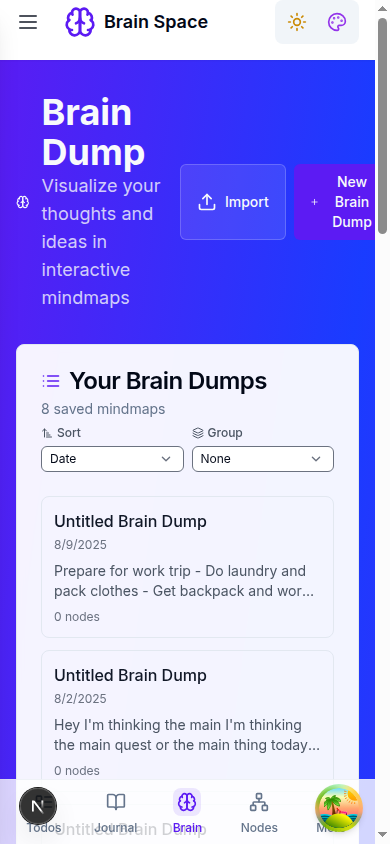 Brain Space
Brain
Dump
Visualize your
thoughts and
ideas in
interactive
mindmaps
Import
New
Brain
Dump
Your Brain Dumps
8 saved mindmaps
Sort
Group
Date
None
Untitled Brain Dump
8/9/2025
Prepare for work trip - Do laundry and
pack clothes - Get backpack and wor...
0 nodes
Untitled Brain Dump
8/2/2025
Hey I'm thinking the main I'm thinking
the main quest or the main thing today...
0 nodes
Untitled Brain Dump
N
Todos
Journal
Brain
Nodes